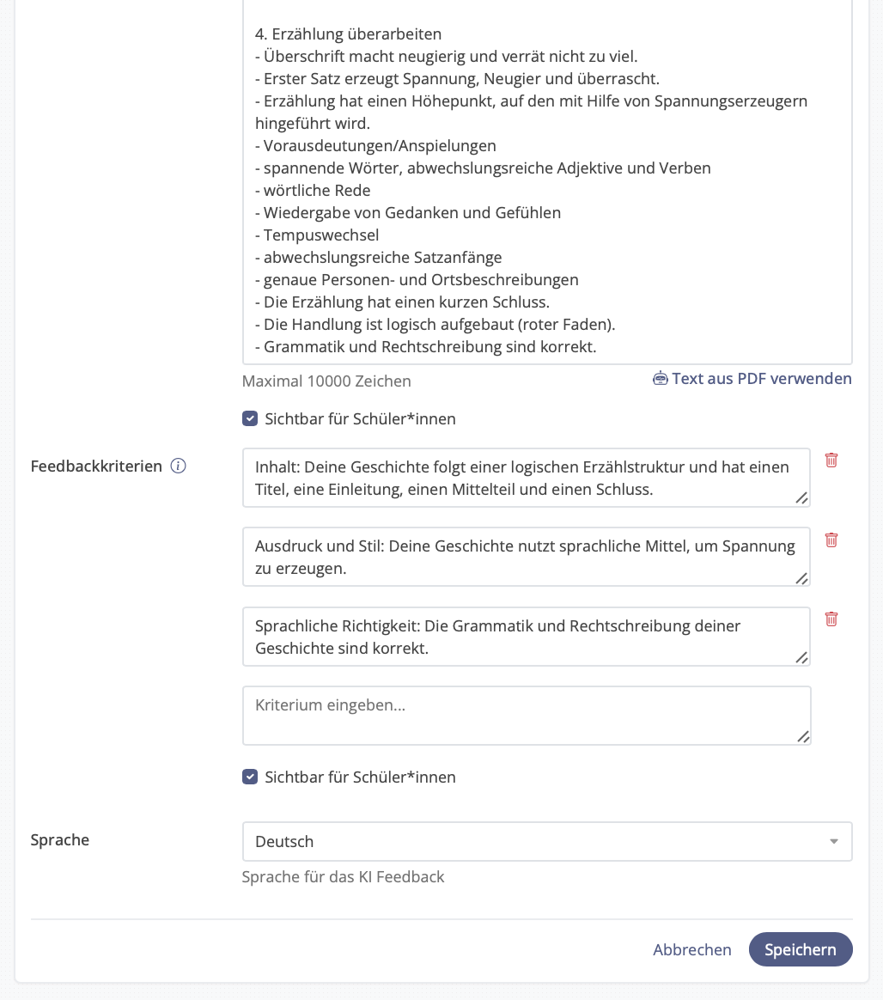 4. Erzählung überarbeiten
- Überschrift macht neugierig und verrät nicht zu viel.
- Erster Satz erzeugt Spannung, Neugier und überrascht.
- Erzählung hat einen Höhepunkt, auf den mit Hilfe von Spannungserzeugern
hingeführt wird.
- Vorausdeutungen/Anspielungen
- spannende Wörter, abwechslungsreiche Adjektive und Verben
- wörtliche Rede
- Wiedergabe von Gedanken und Gefühlen
- Tempuswechsel
- abwechslungsreiche Satzanfänge
- genaue Personen- und Ortsbeschreibungen
- Die Erzählung hat einen kurzen Schluss.
- Die Handlung ist logisch aufgebaut (roter Faden).
- Grammatik und Rechtschreibung sind korrekt.
Maximal 10000 Zeichen
Text aus PDF verwenden
Sichtbar für Schüler*innen
Feedbackkriterien
Inhalt: Deine Geschichte folgt einer logischen Erzählstruktur und hat einen
Titel, eine Einleitung, einen Mittelteil und einen Schluss.
Ausdruck und Stil: Deine Geschichte nutzt sprachliche Mittel, um Spannung
zu erzeugen.
Sprachliche Richtigkeit: Die Grammatik und Rechtschreibung deiner
Geschichte sind korrekt.
Kriterium eingeben...
Sichtbar für Schüler*innen
Sprache
Deutsch
Sprache für das KI Feedback
Abbrechen
Speichern